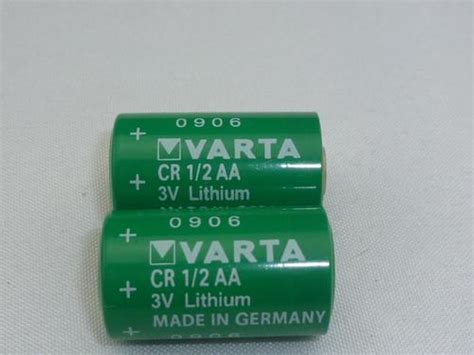 0906
+
VARTA
CR 1/2 AA
+
3V Lithium
0906
+
VARTA
CR 1/2 AA
3V Lithium
+
MADE IN GERMANY